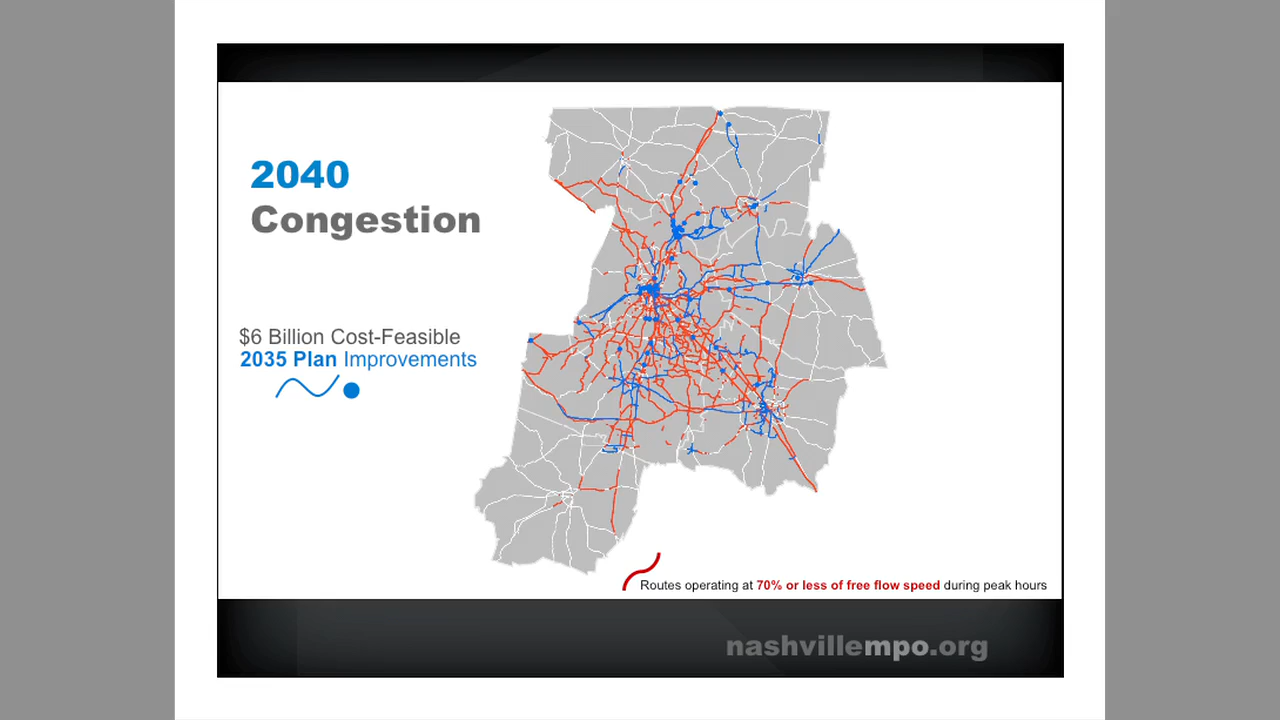 2040
Congestion
$6 Billion Cost-Feasible
2035 Plan Improvements
Routes operating at 70% or less of free flow speed during peak hours
nashvillempo.org